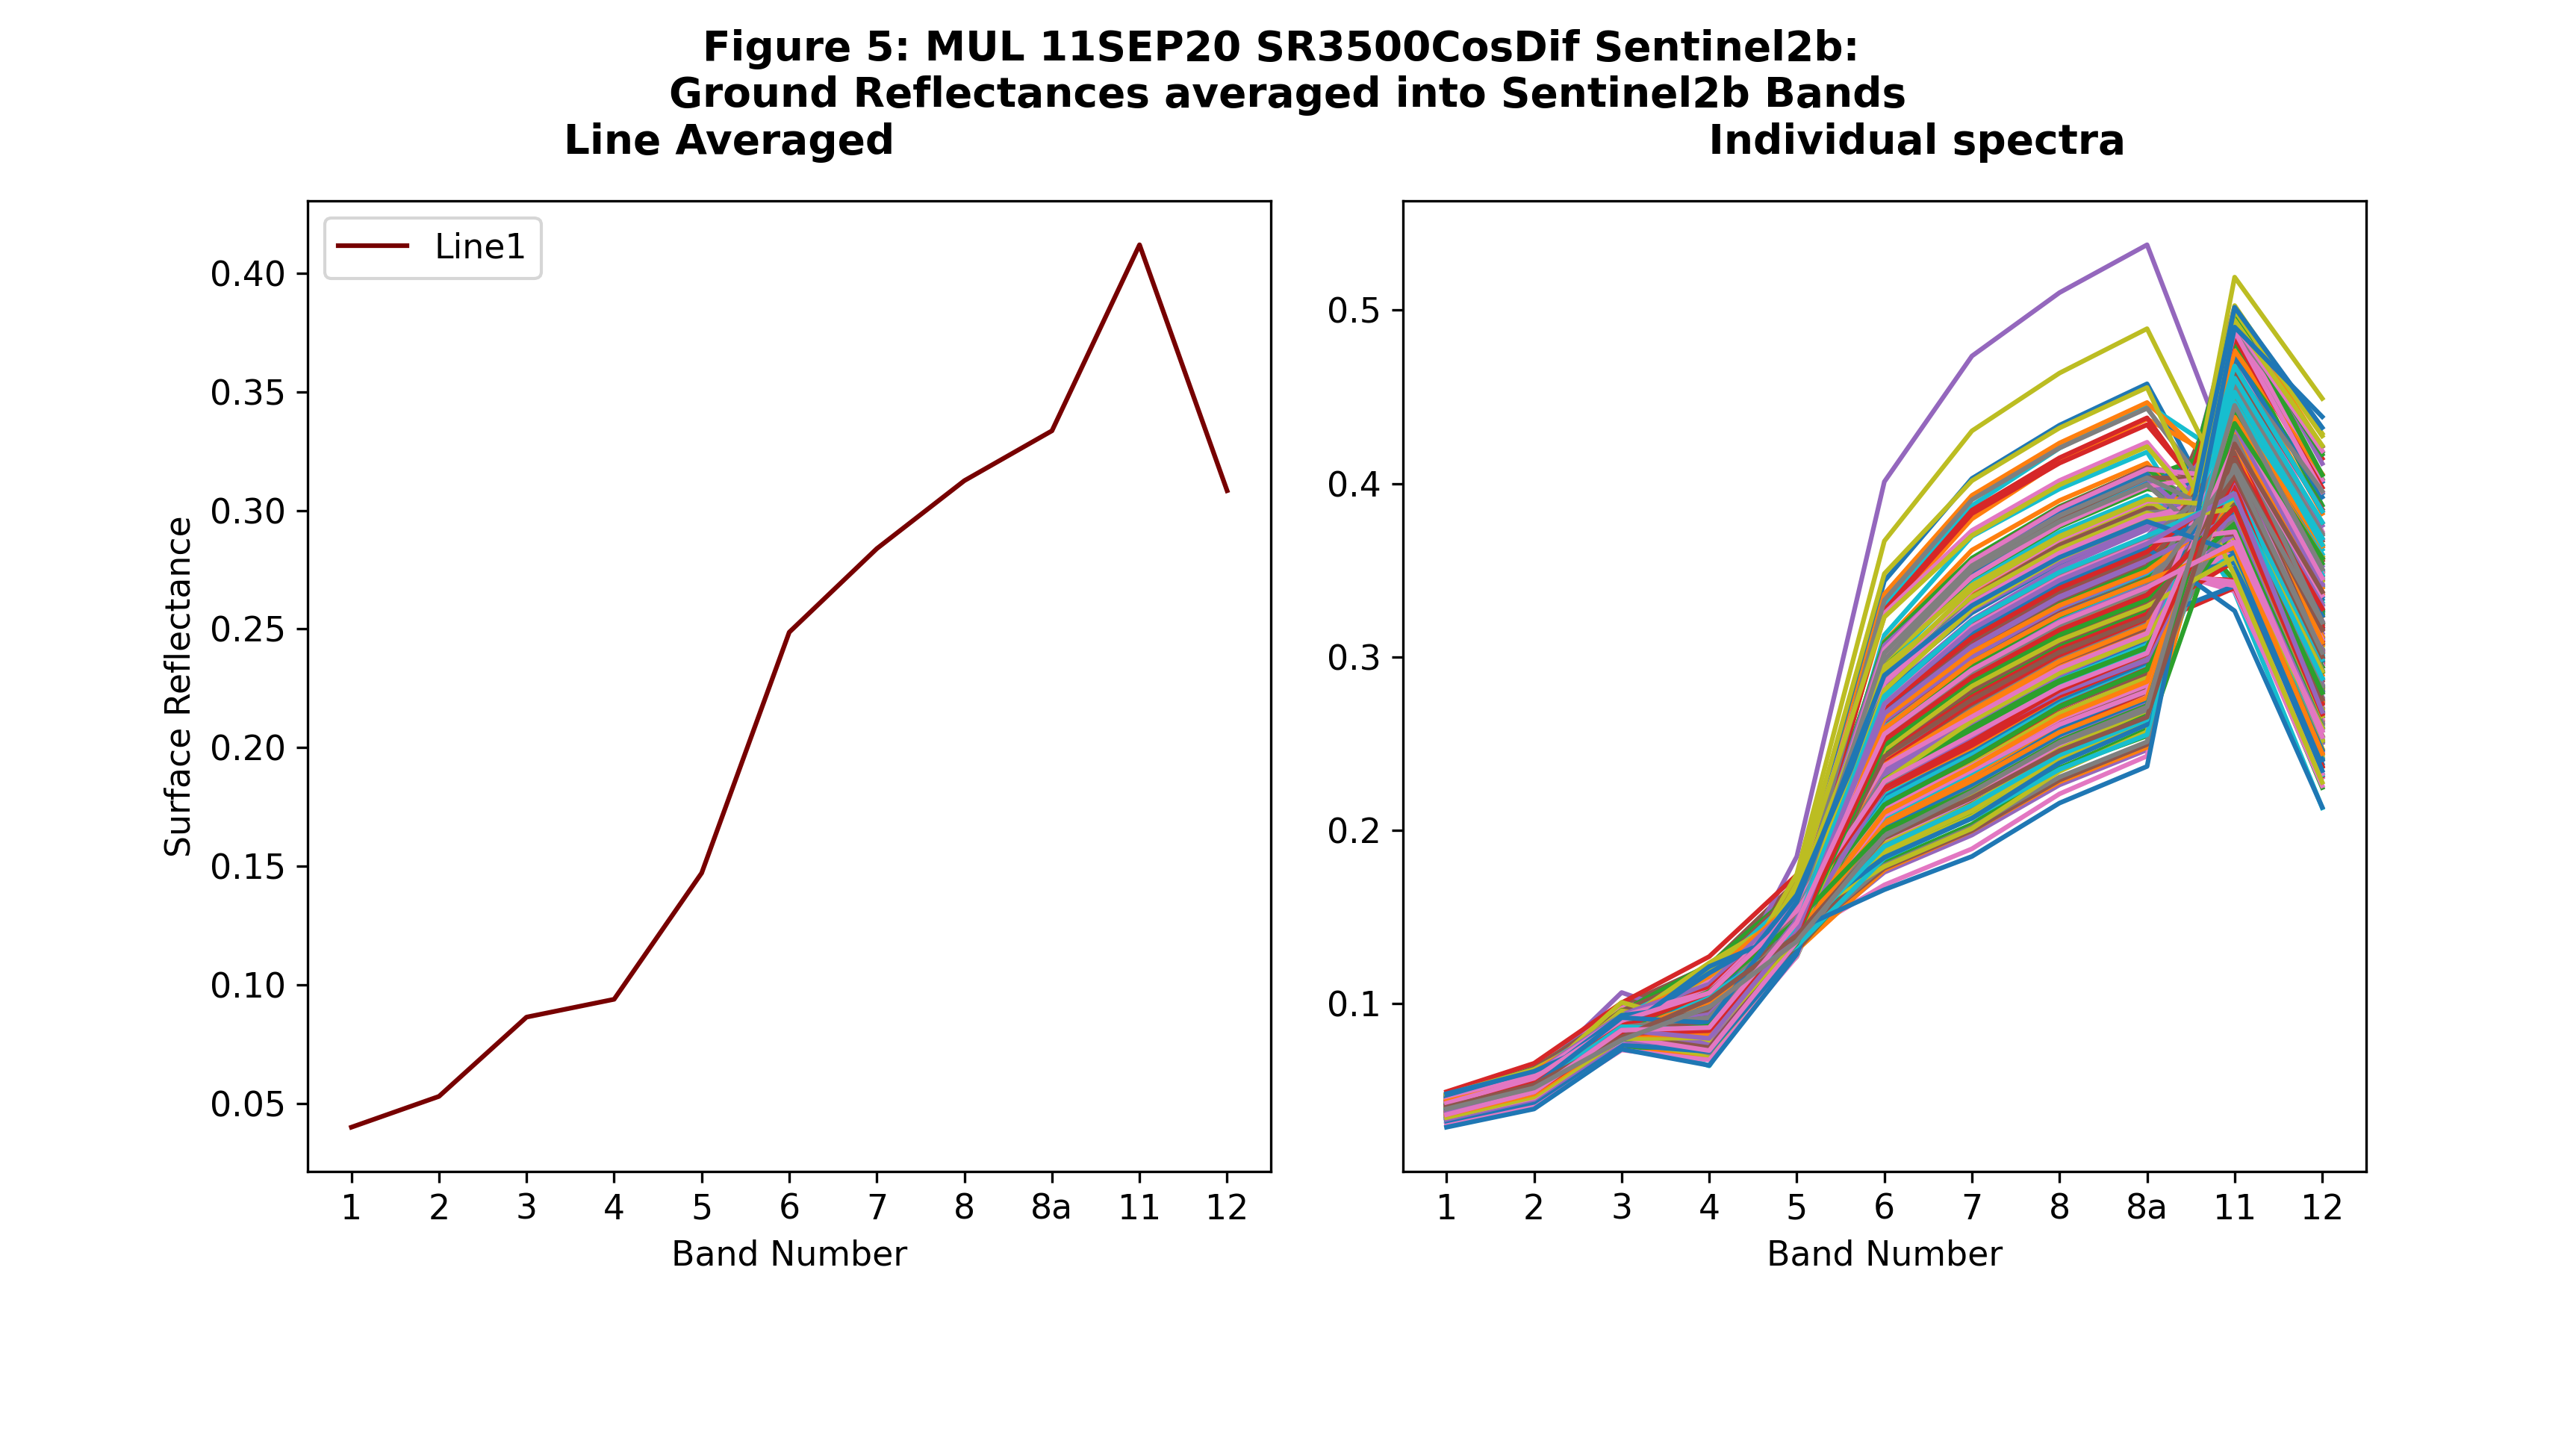 Figure 5: MUL 11SEP20 SR3500CosDif Sentinel2b:
Ground Reflectances averaged into Sentinel2b Bands
Line Averaged
Individual spectra
Line1
0.40
0.35
0.30
0.25
0.20
0.15
0.10
0.05
Surface Reflectance
1 2 3 4 5 6 7 8 8a 11 12
Band Number
0.5
0.4
0.3
0.2
0.1
1 2 3 4 5 6 7 8 8a 11 12
Band Number